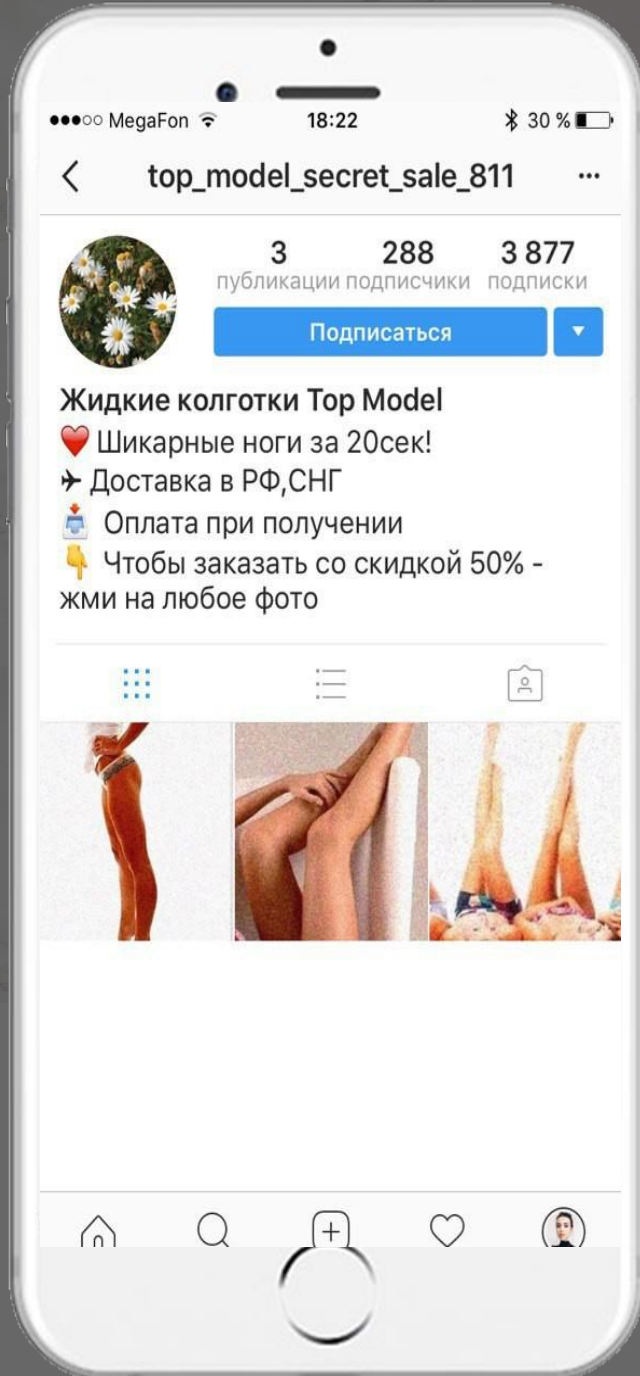 MegaFon 18:22 30 %
top_model_secret_sale_811
3 288 3 877
публикации подписчики подписки
Подписаться
Жидкие колготки Top Model
❤️ Шикарные ноги за 20сек!
✈ Доставка в РФ,СНГ
📩 Оплата при получении
👇 Чтобы заказать со скидкой 50% -
жми на любое фото